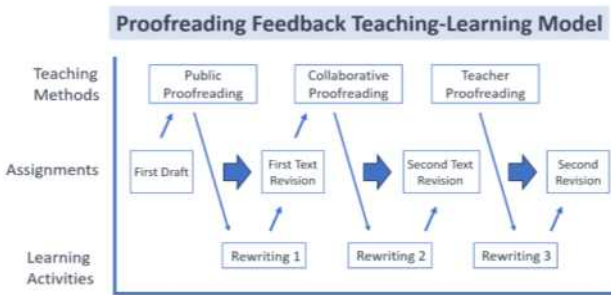 Proofreading Feedback Teaching-Learning Model
Teaching
Methods
Public
Proofreading
Collaborative
Proofreading
Teacher
Proofreading
Assignments
First Draft
First Text
Revision
Second Text
Revision
Second
Revision
Learning
Activities
Rewriting 1
Rewriting 2
Rewriting 3